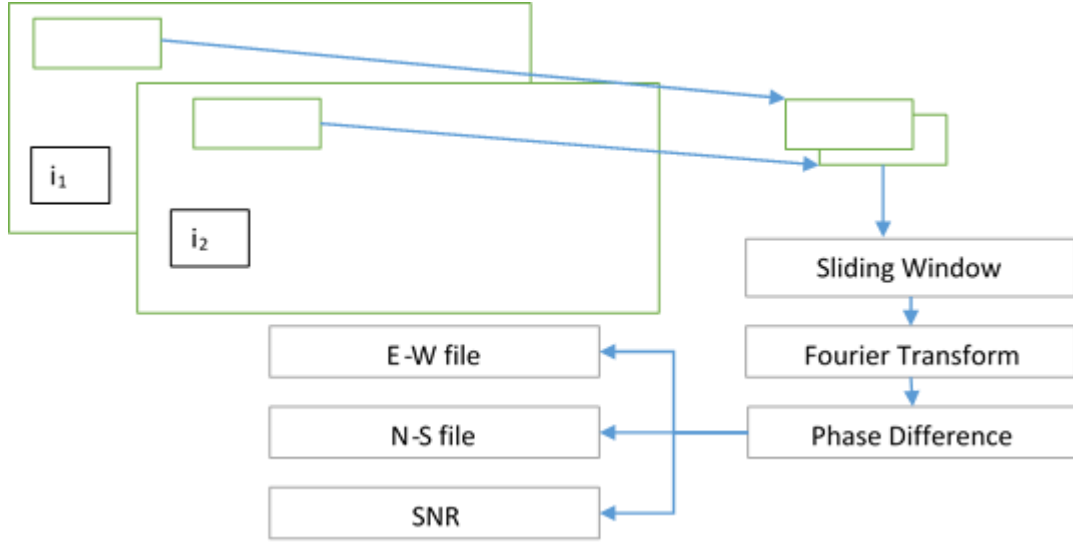 i₁
i₂
Sliding Window
Fourier Transform
Phase Difference
E-W file
N-S file
SNR